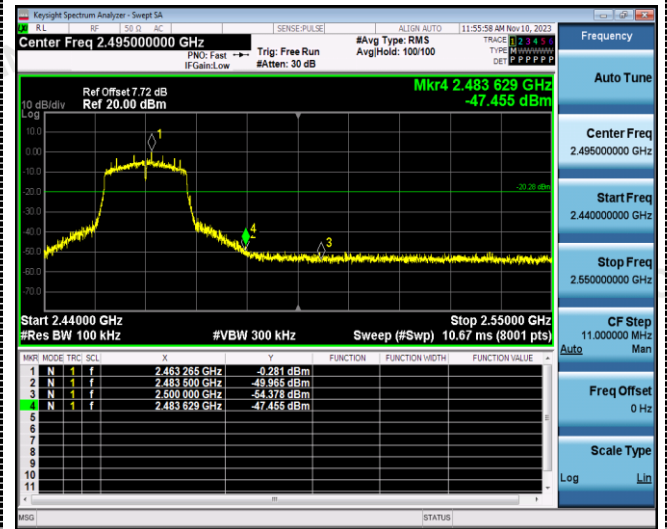 Keysight Spectrum Analyzer - Swept SA
RL RF 50 Ω AC SENSE:PULSE ALIGN AUTO 11:55:58 AM Nov 10, 2023
Center Freq 2.495000000 GHz #Avg Type: RMS TRACE 1 2 3 4 5 6
PNO: Fast Trig: Free Run Avg|Hold: 100/100 TYPE M W W W W W
IFGain:Low #Atten: 30 dB DET P P P P P P
Mkr4 2.483 629 GHz
-47.455 dBm
Ref Offset 7.72 dB
10 dB/div Ref 20.00 dBm
Log
10.0
0.00
-10.0
-20.0
-30.0
-40.0
-50.0
-60.0
-70.0
1
-20.28 dBm
4
3
Start 2.44000 GHz Stop 2.55000 GHz
#Res BW 100 kHz #VBW 300 kHz Sweep (#Swp) 10.67 ms (8001 pts)
MKR MODE TRC SCL X Y FUNCTION FUNCTION WIDTH FUNCTION VALUE
1 N 1 f 2.463 265 GHz -0.281 dBm
2 N 1 f 2.483 500 GHz -49.965 dBm
3 N 1 f 2.500 000 GHz -54.378 dBm
4 N 1 f 2.483 629 GHz -47.455 dBm
5
6
7
8
9
10
11
MSG STATUS
Frequency
Auto Tune
Center Freq
2.495000000 GHz
Start Freq
2.440000000 GHz
Stop Freq
2.550000000 GHz
CF Step
11.000000 MHz
Auto Man
Freq Offset
0 Hz
Scale Type
Log Lin